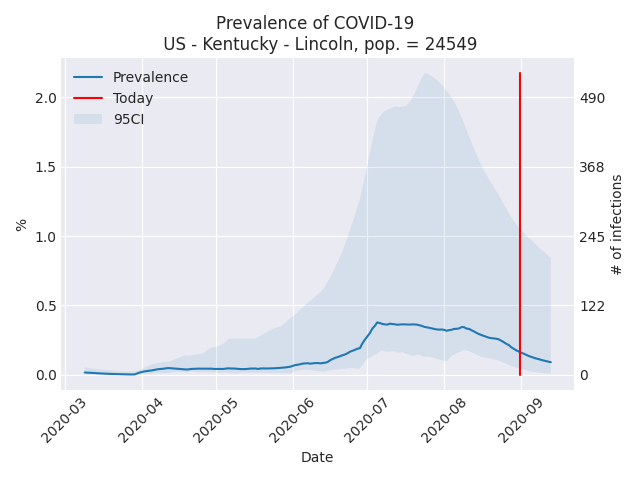 Prevalence of COVID-19
US - Kentucky - Lincoln, pop. = 24549
Prevalence
Today
95CI
2.0
1.5
1.0
0.5
0.0
%
490
368
245
122
0
# of infections
2020-03
2020-04
2020-05
2020-06
2020-07
2020-08
2020-09
Date